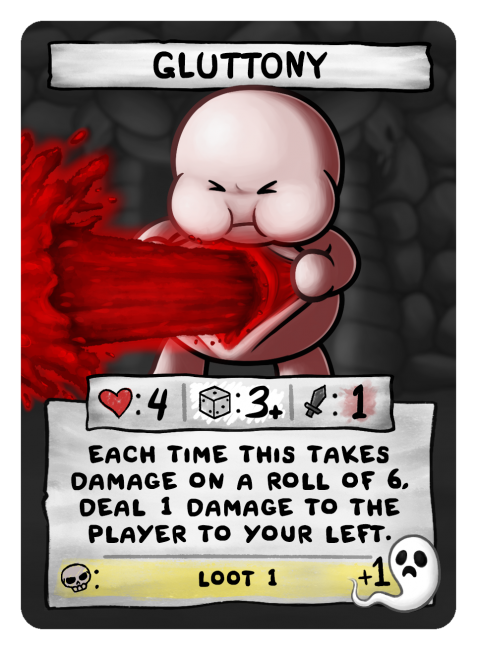 GLUTTONY
:4 :3+ :1
EACH TIME THIS TAKES
DAMAGE ON A ROLL OF 6,
DEAL 1 DAMAGE TO THE
PLAYER TO YOUR LEFT.
: LOOT 1 +1